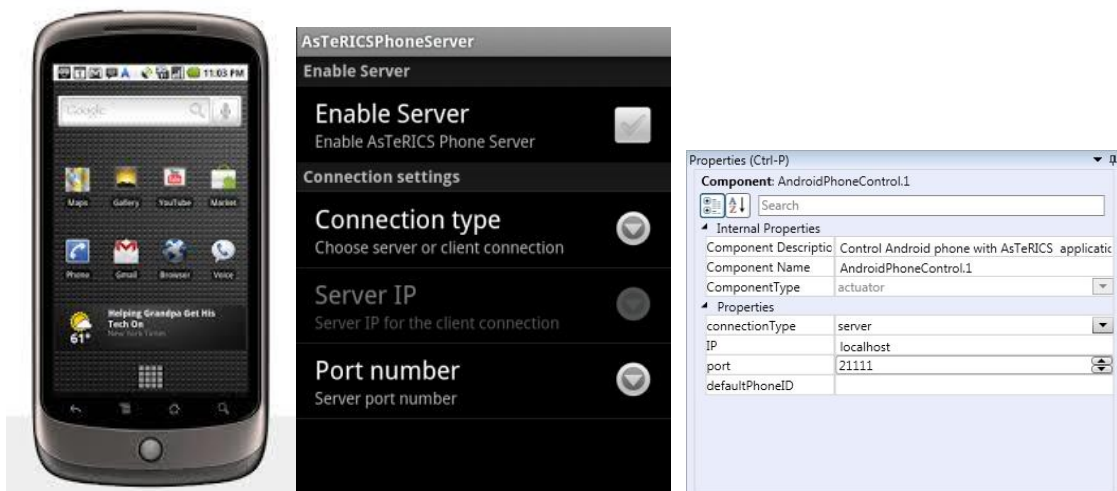 11:03 PM
Google
Maps
Gallery
YouTube
Market
Phone
Gmail
Browser
Voice
Helping Grandpa Get His
Tech On
New York Times
61°
AsTeRICSPhoneServer
Enable Server
Enable Server
Enable AsTeRICS Phone Server
Connection settings
Connection type
Choose server or client connection
Server IP
Server IP for the client connection
Port number
Server port number
Properties (Ctrl-P)
Component: AndroidPhoneControl.1
Search
Internal Properties
Component Descriptio Control Android phone with AsTeRICS applicatic
Component Name AndroidPhoneControl.1
ComponentType actuator
Properties
connectionType server
IP localhost
port 21111
defaultPhoneID